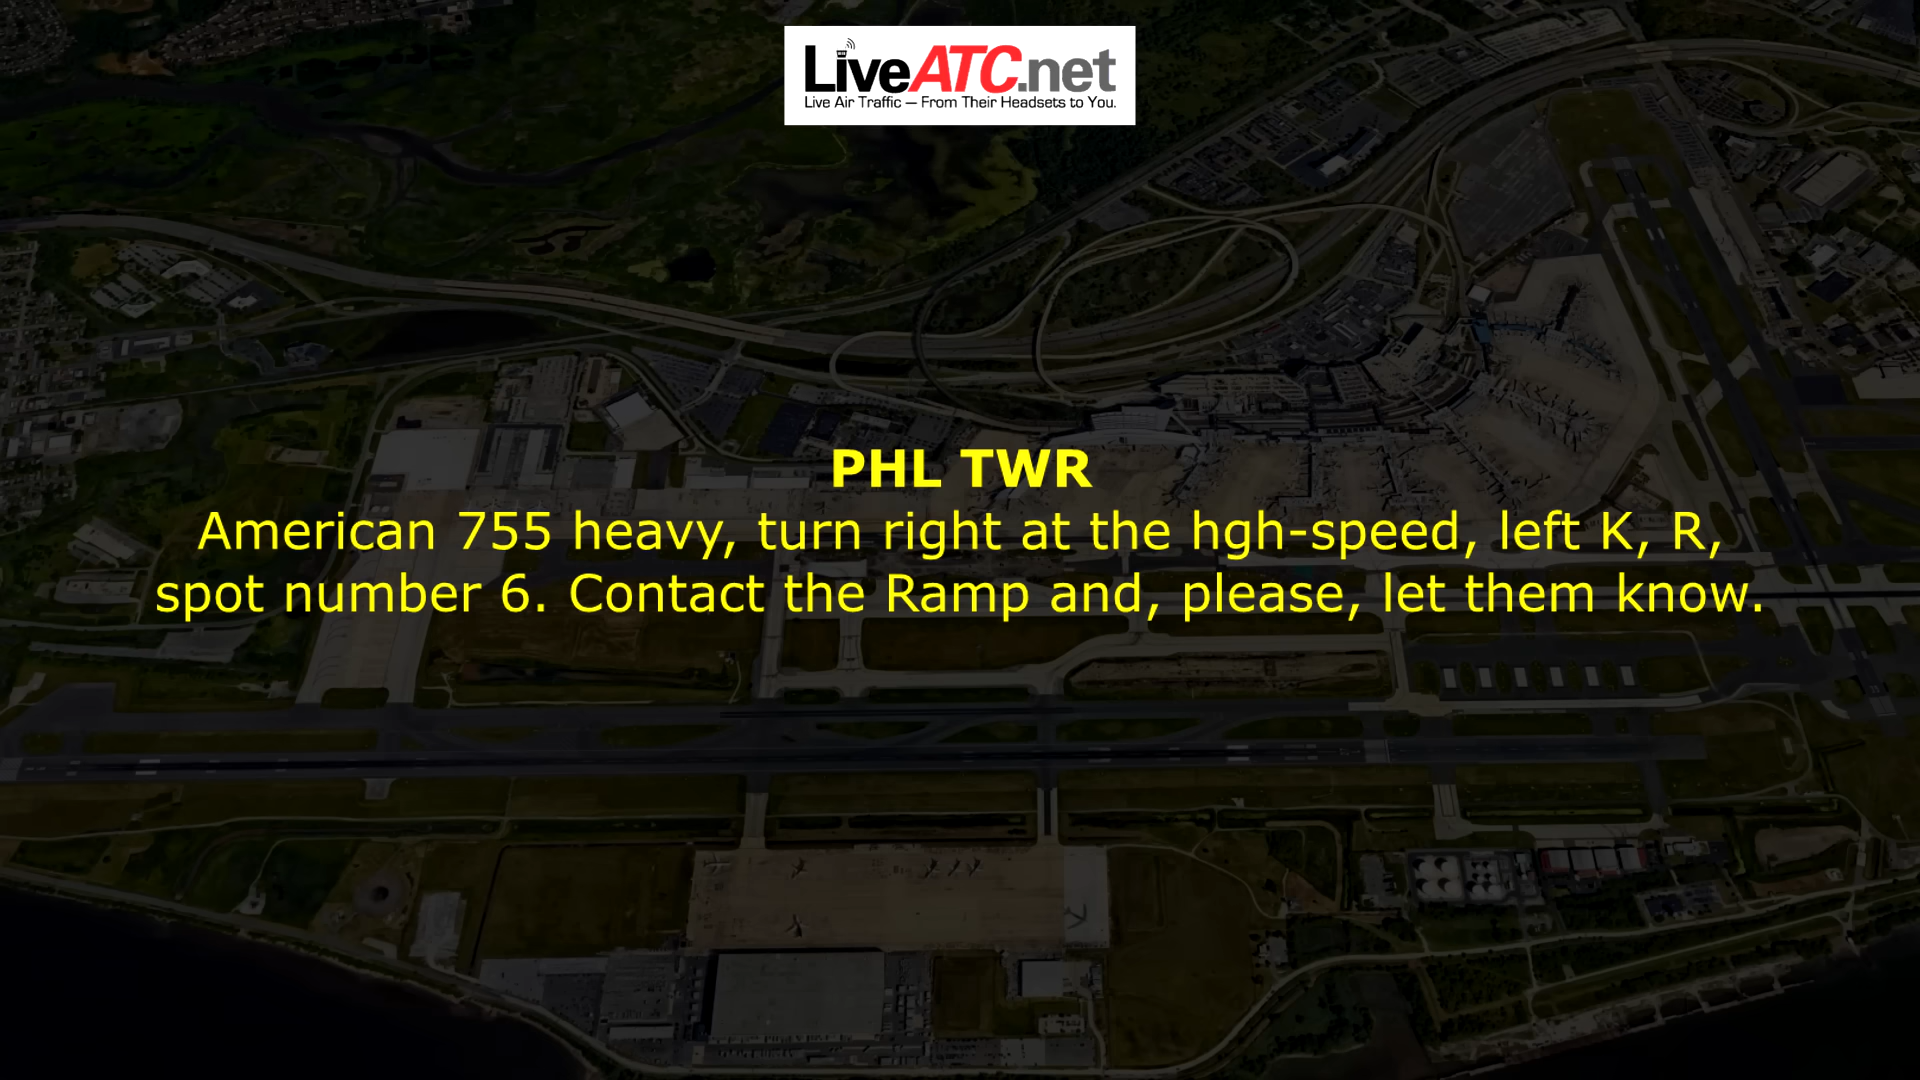 LiveATC.net
Live Air Traffic — From Their Headsets to You.
PHL TWR
American 755 heavy, turn right at the hgh-speed, left K, R,
spot number 6. Contact the Ramp and, please, let them know.